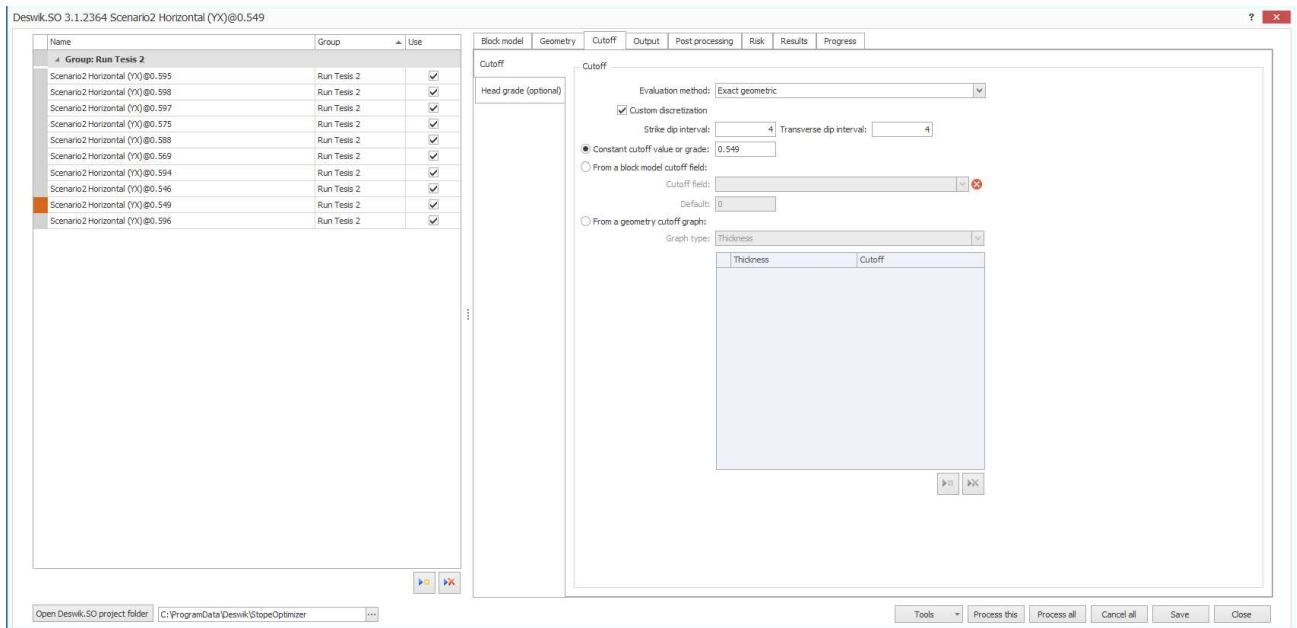 Deswik.SO 3.1.2364 Scenario2 Horizontal (YX)@0.549 ?
Name Group Use
Group: Run Tesis 2
Scenario2 Horizontal (YX)@0.595 Run Tesis 2
Scenario2 Horizontal (YX)@0.598 Run Tesis 2
Scenario2 Horizontal (YX)@0.597 Run Tesis 2
Scenario2 Horizontal (YX)@0.575 Run Tesis 2
Scenario2 Horizontal (YX)@0.588 Run Tesis 2
Scenario2 Horizontal (YX)@0.569 Run Tesis 2
Scenario2 Horizontal (YX)@0.594 Run Tesis 2
Scenario2 Horizontal (YX)@0.546 Run Tesis 2
Scenario2 Horizontal (YX)@0.549 Run Tesis 2
Scenario2 Horizontal (YX)@0.596 Run Tesis 2
Block model Geometry Cutoff Output Post processing Risk Results Progress
Cutoff
Head grade (optional)
Cutoff
Evaluation method: Exact geometric
Custom discretization
Strike dip interval: 4 Transverse dip interval: 4
Constant cutoff value or grade: 0.549
From a block model cutoff field:
Cutoff field:
Default: 0
From a geometry cutoff graph:
Graph type: Thickness
Thickness Cutoff
Open Deswik.SO project folder C:\ProgramData\Deswik\StopeOptimizer ...
Tools Process this Process all Cancel all Save Close